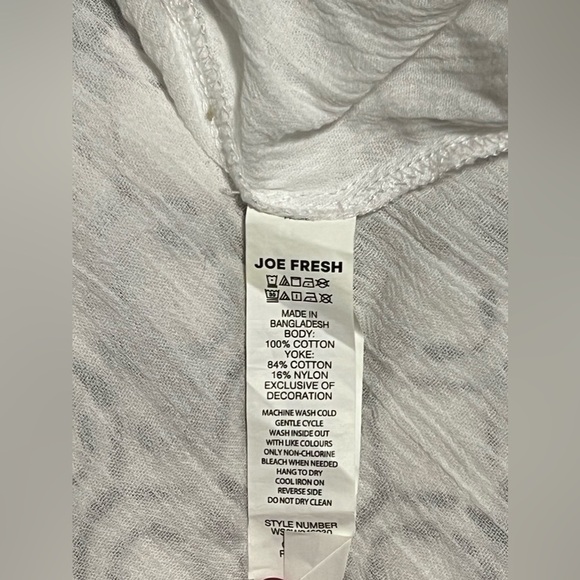 JOE FRESH
MADE IN
BANGLADESH
BODY:
100% COTTON
YOKE:
84% COTTON
16% NYLON
EXCLUSIVE OF
DECORATION
MACHINE WASH COLD
GENTLE CYCLE
WASH INSIDE OUT
WITH LIKE COLOURS
ONLY NON-CHLORINE
BLEACH WHEN NEEDED
HANG TO DRY
COOL IRON ON
REVERSE SIDE
DO NOT DRY CLEAN
STYLE NUMBER